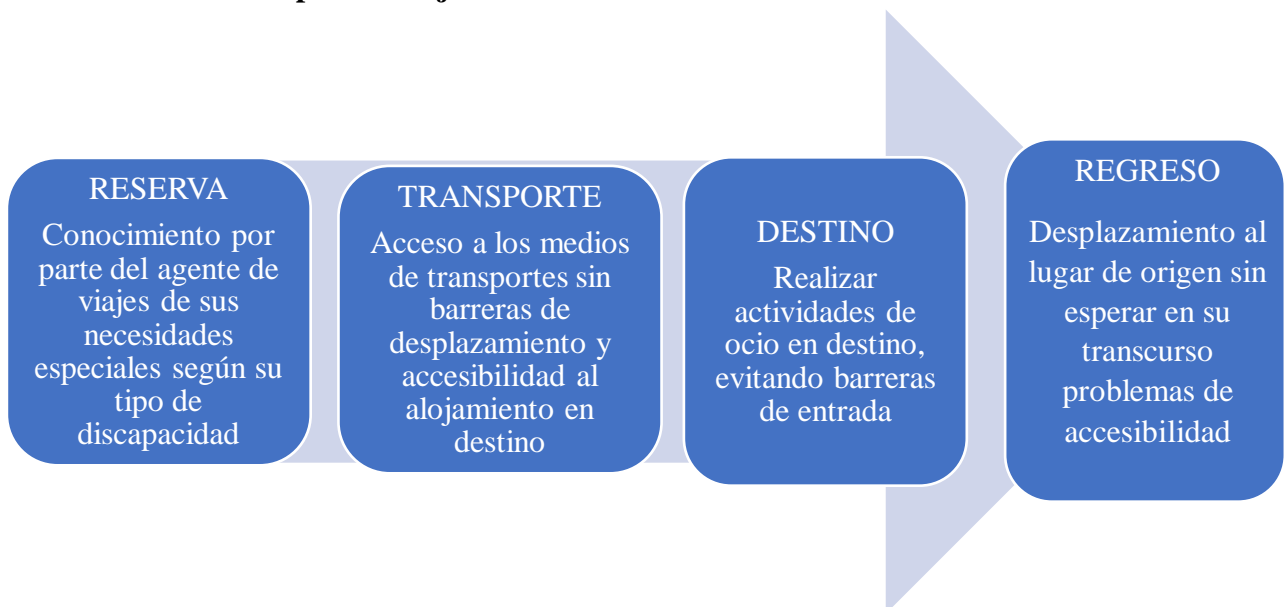 RESERVA
Conocimiento por
parte del agente de
viajes de sus
necesidades
especiales según su
tipo de
discapacidad
TRANSPORTE
Acceso a los medios
de transportes sin
barreras de
desplazamiento y
accesibilidad al
alojamiento en
destino
DESTINO
Realizar
actividades de
ocio en destino,
evitando barreras
de entrada
REGRESO
Desplazamiento al
lugar de origen sin
esperar en su
transcurso
problemas de
accesibilidad